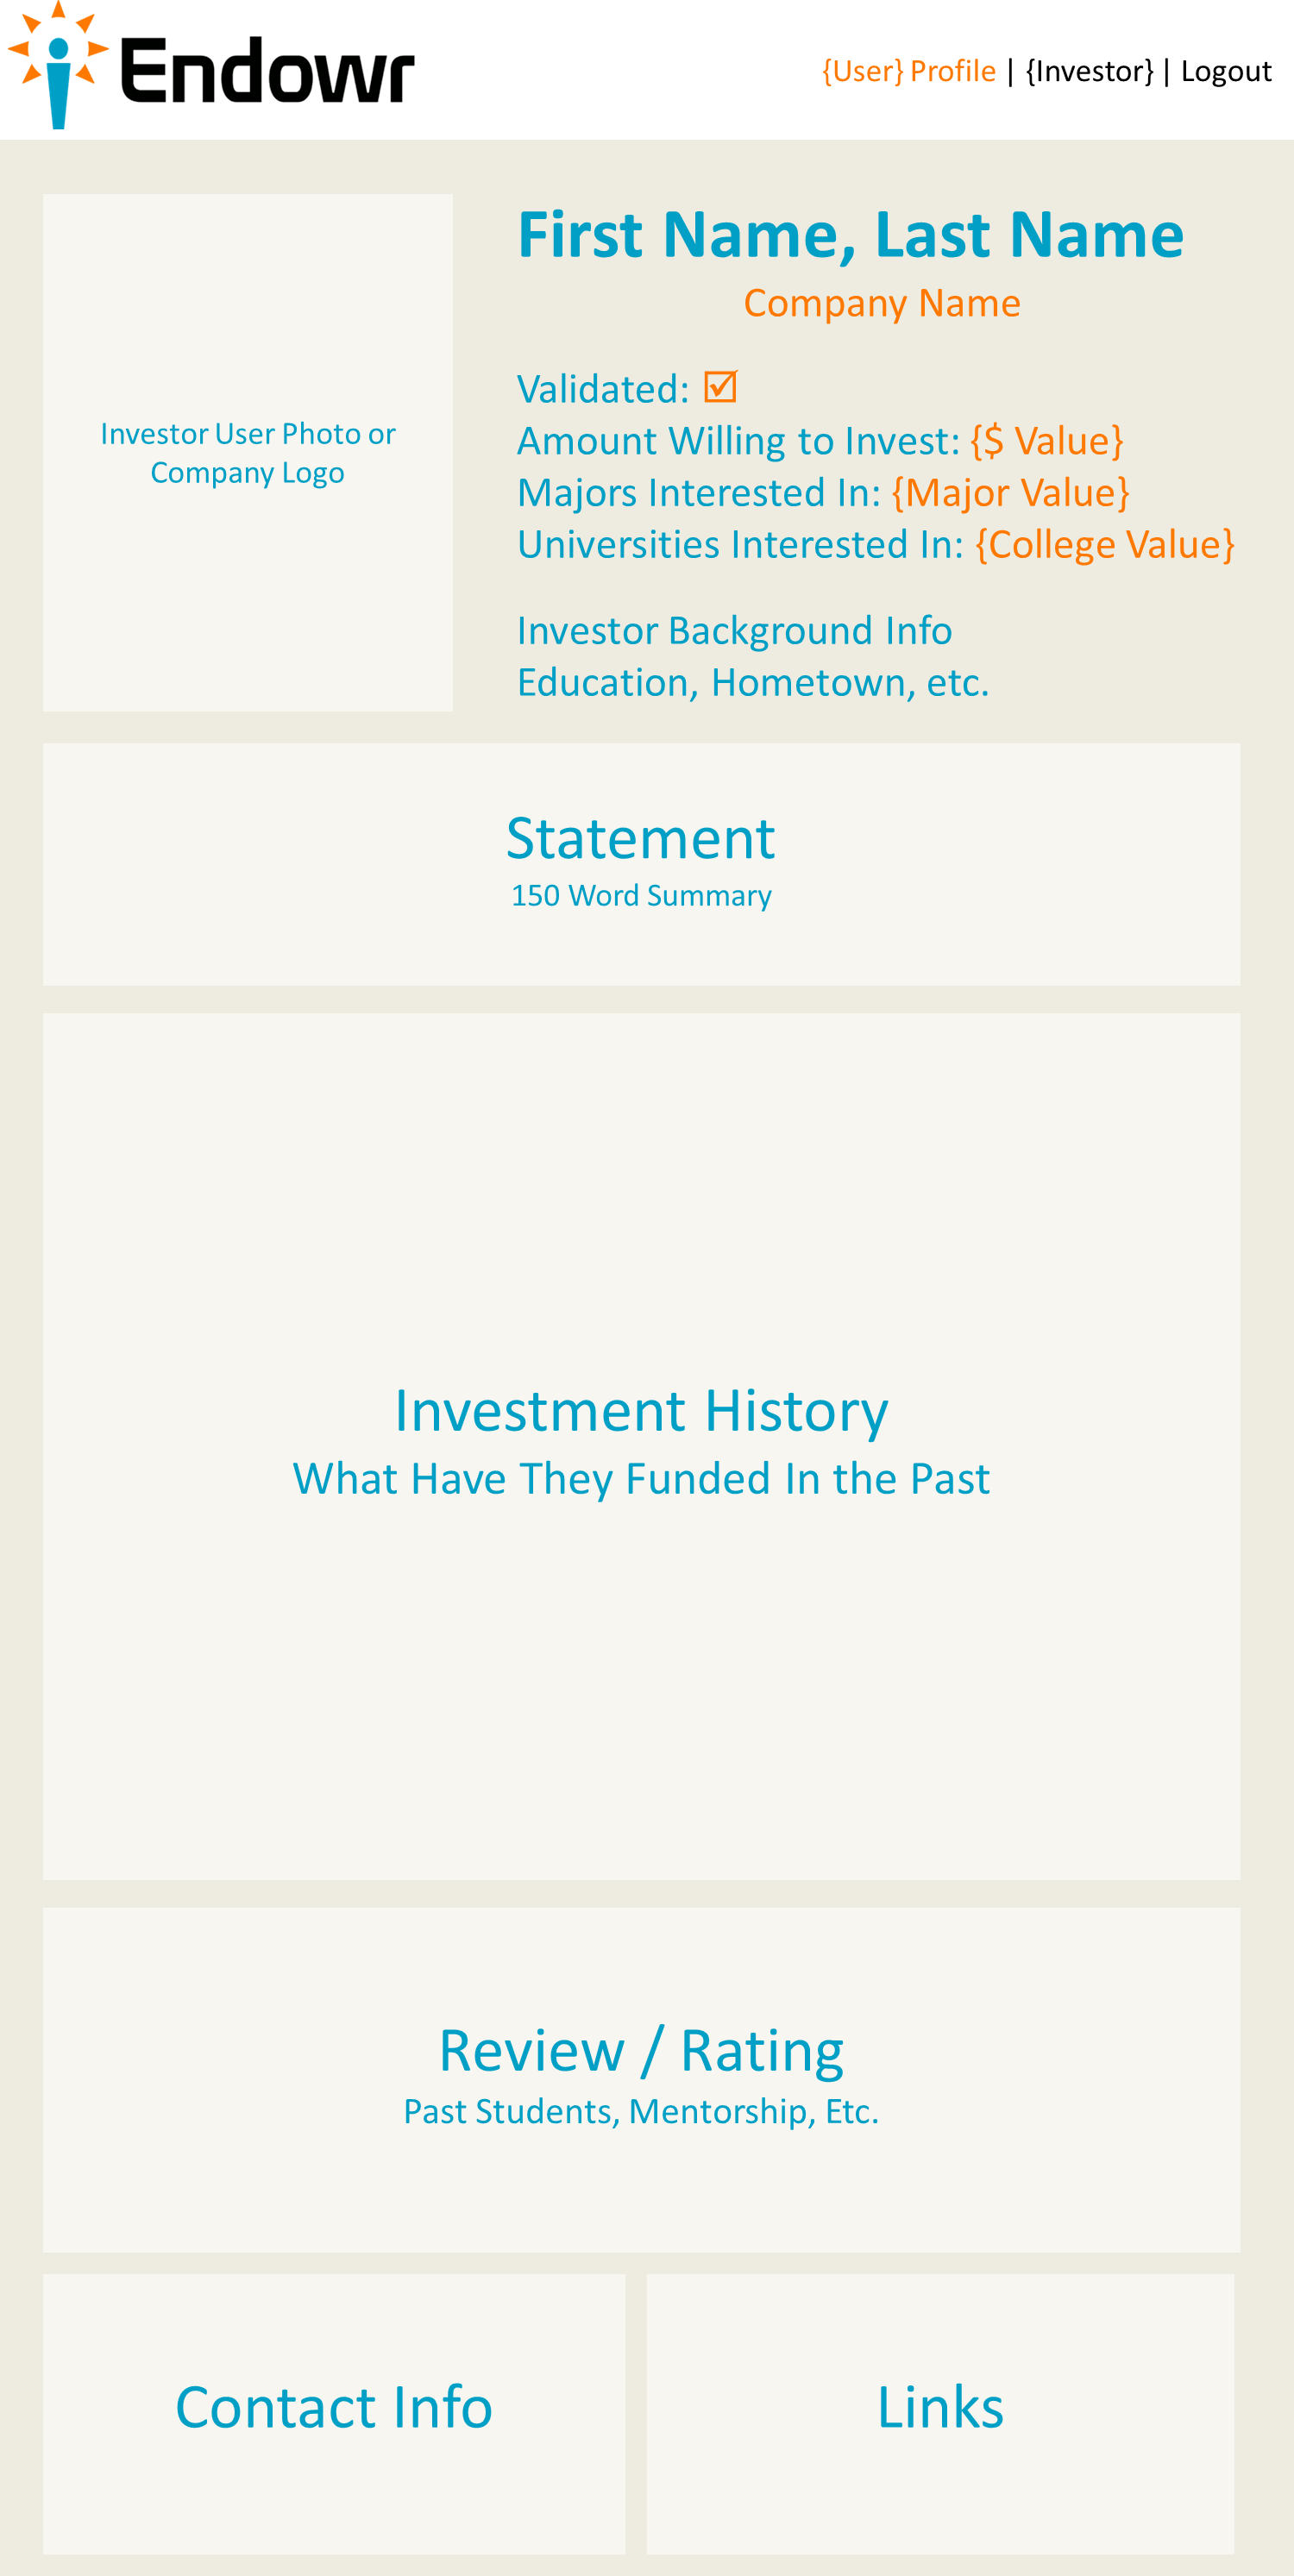 Endowr
{User} Profile | {Investor} | Logout
First Name, Last Name
Company Name
Investor User Photo or
Company Logo
Validated: ☑
Amount Willing to Invest: {$ Value}
Majors Interested In: {Major Value}
Universities Interested In: {College Value}
Investor Background Info
Education, Hometown, etc.
Statement
150 Word Summary
Investment History
What Have They Funded In the Past
Review / Rating
Past Students, Mentorship, Etc.
Contact Info
Links